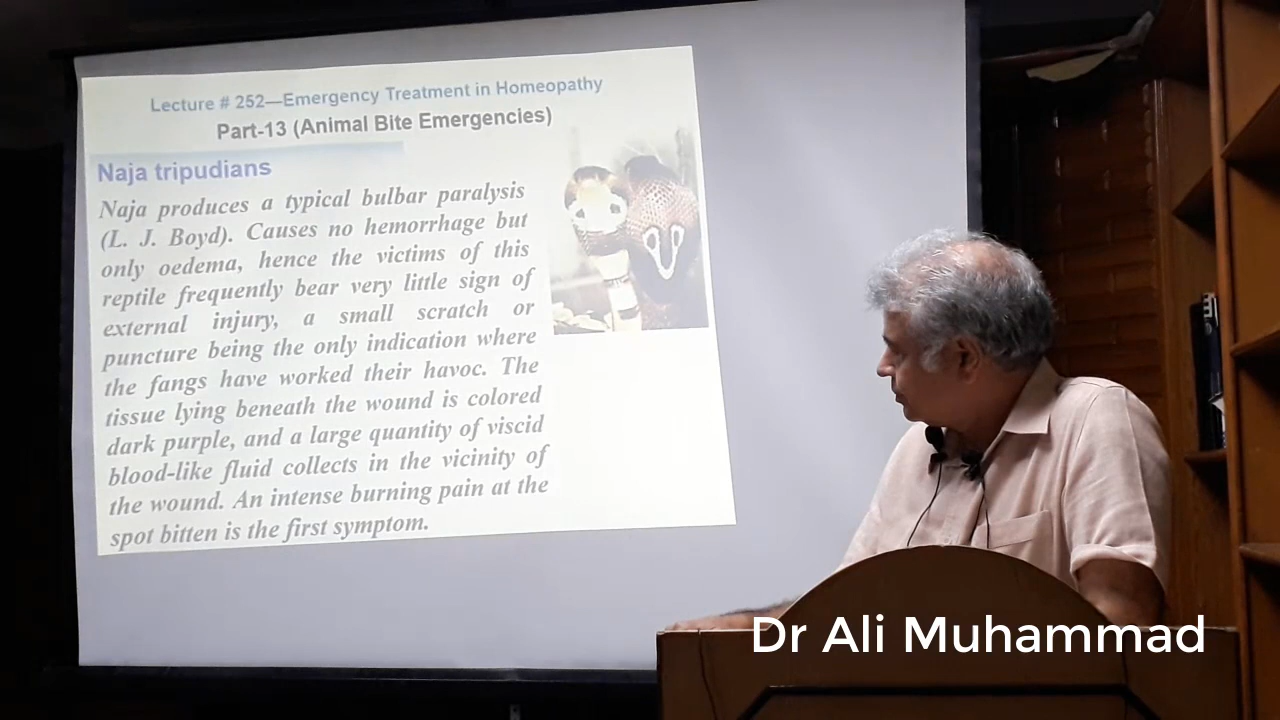 Lecture # 252—Emergency Treatment in Homeopathy
Part-13 (Animal Bite Emergencies)
Naja tripudians
Naja produces a typical bulbar paralysis
(L. J. Boyd). Causes no hemorrhage but
only oedema, hence the victims of this
reptile frequently bear very little sign of
external injury, a small scratch or
puncture being the only indication where
the fangs have worked their havoc. The
tissue lying beneath the wound is colored
dark purple, and a large quantity of viscid
blood-like fluid collects in the vicinity of
the wound. An intense burning pain at the
spot bitten is the first symptom.
Dr Ali Muhammad